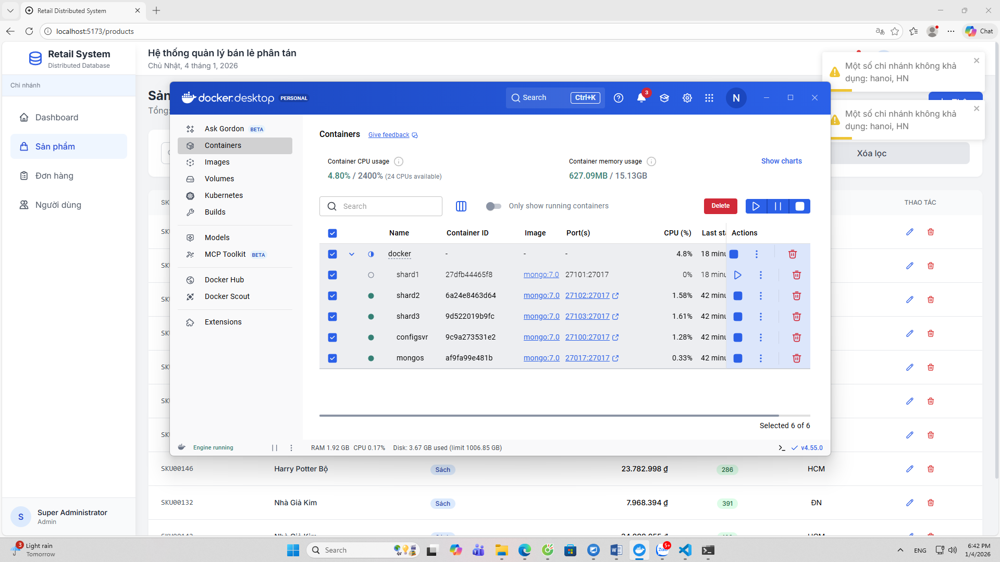 Retail Distributed System
localhost:5173/products
Chat
Retail System
Distributed Database
Chi nhánh
Dashboard
Sản phẩm
Đơn hàng
Người dùng
Super Administrator
Admin
S
Hệ thống quản lý bán lẻ phân tán
Chủ Nhật, 4 tháng 1, 2026
Một số chi nhánh không khả
dụng: hanoi, HN
Một số chi nhánh không khả
dụng: hanoi, HN
Xóa lọc
THAO TÁC
docker.desktop PERSONAL
Search Ctrl+K
3
N
Ask Gordon BETA
Containers
Images
Volumes
Kubernetes
Builds
Models
MCP Toolkit BETA
Docker Hub
Docker Scout
Extensions
Containers Give feedback
Container CPU usage
4.80% / 2400% (24 CPUs available)
Container memory usage
627.09MB / 15.13GB
Show charts
Search
Only show running containers
Delete
Name Container ID Image Port(s) CPU (%) Last sta Actions
docker - - - 4.8% 18 minu
shard1 27dfb44465f8 mongo:7.0 27101:27017 0% 18 minu
shard2 6a24e8463d64 mongo:7.0 27102:27017 1.58% 42 minu
shard3 9d522019b9fc mongo:7.0 27103:27017 1.61% 42 minu
configsvr 9c9a273531e2 mongo:7.0 27100:27017 1.28% 42 minu
mongos af9fa99e481b mongo:7.0 27017:27017 0.33% 42 minu
Selected 6 of 6
Engine running
RAM 1.92 GB CPU 0.17% Disk: 3.67 GB used (limit 1006.85 GB)
v4.55.0
SKU00146 Harry Potter Bộ Sách 23.782.998 ₫ 286 HCM
SKU00132 Nhà Giả Kim Sách 7.968.394 ₫ 391 ĐN
3
Light rain
Tomorrow
Search
5+
ENG
6:42 PM
1/4/2026